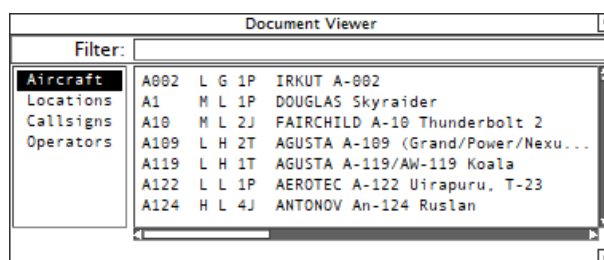 Document Viewer
Filter:
Aircraft
Locations
Callsigns
Operators
A002 L G 1P IRKUT A-002
A1 M L 1P DOUGLAS Skyraider
A10 M L 2J FAIRCHILD A-10 Thunderbolt 2
A109 L H 2T AGUSTA A-109 (Grand/Power/Nexu...
A119 L H 1T AGUSTA A-119/AW-119 Koala
A122 L L 1P AEROTEC A-122 Uirapuru, T-23
A124 H L 4J ANTONOV An-124 Ruslan